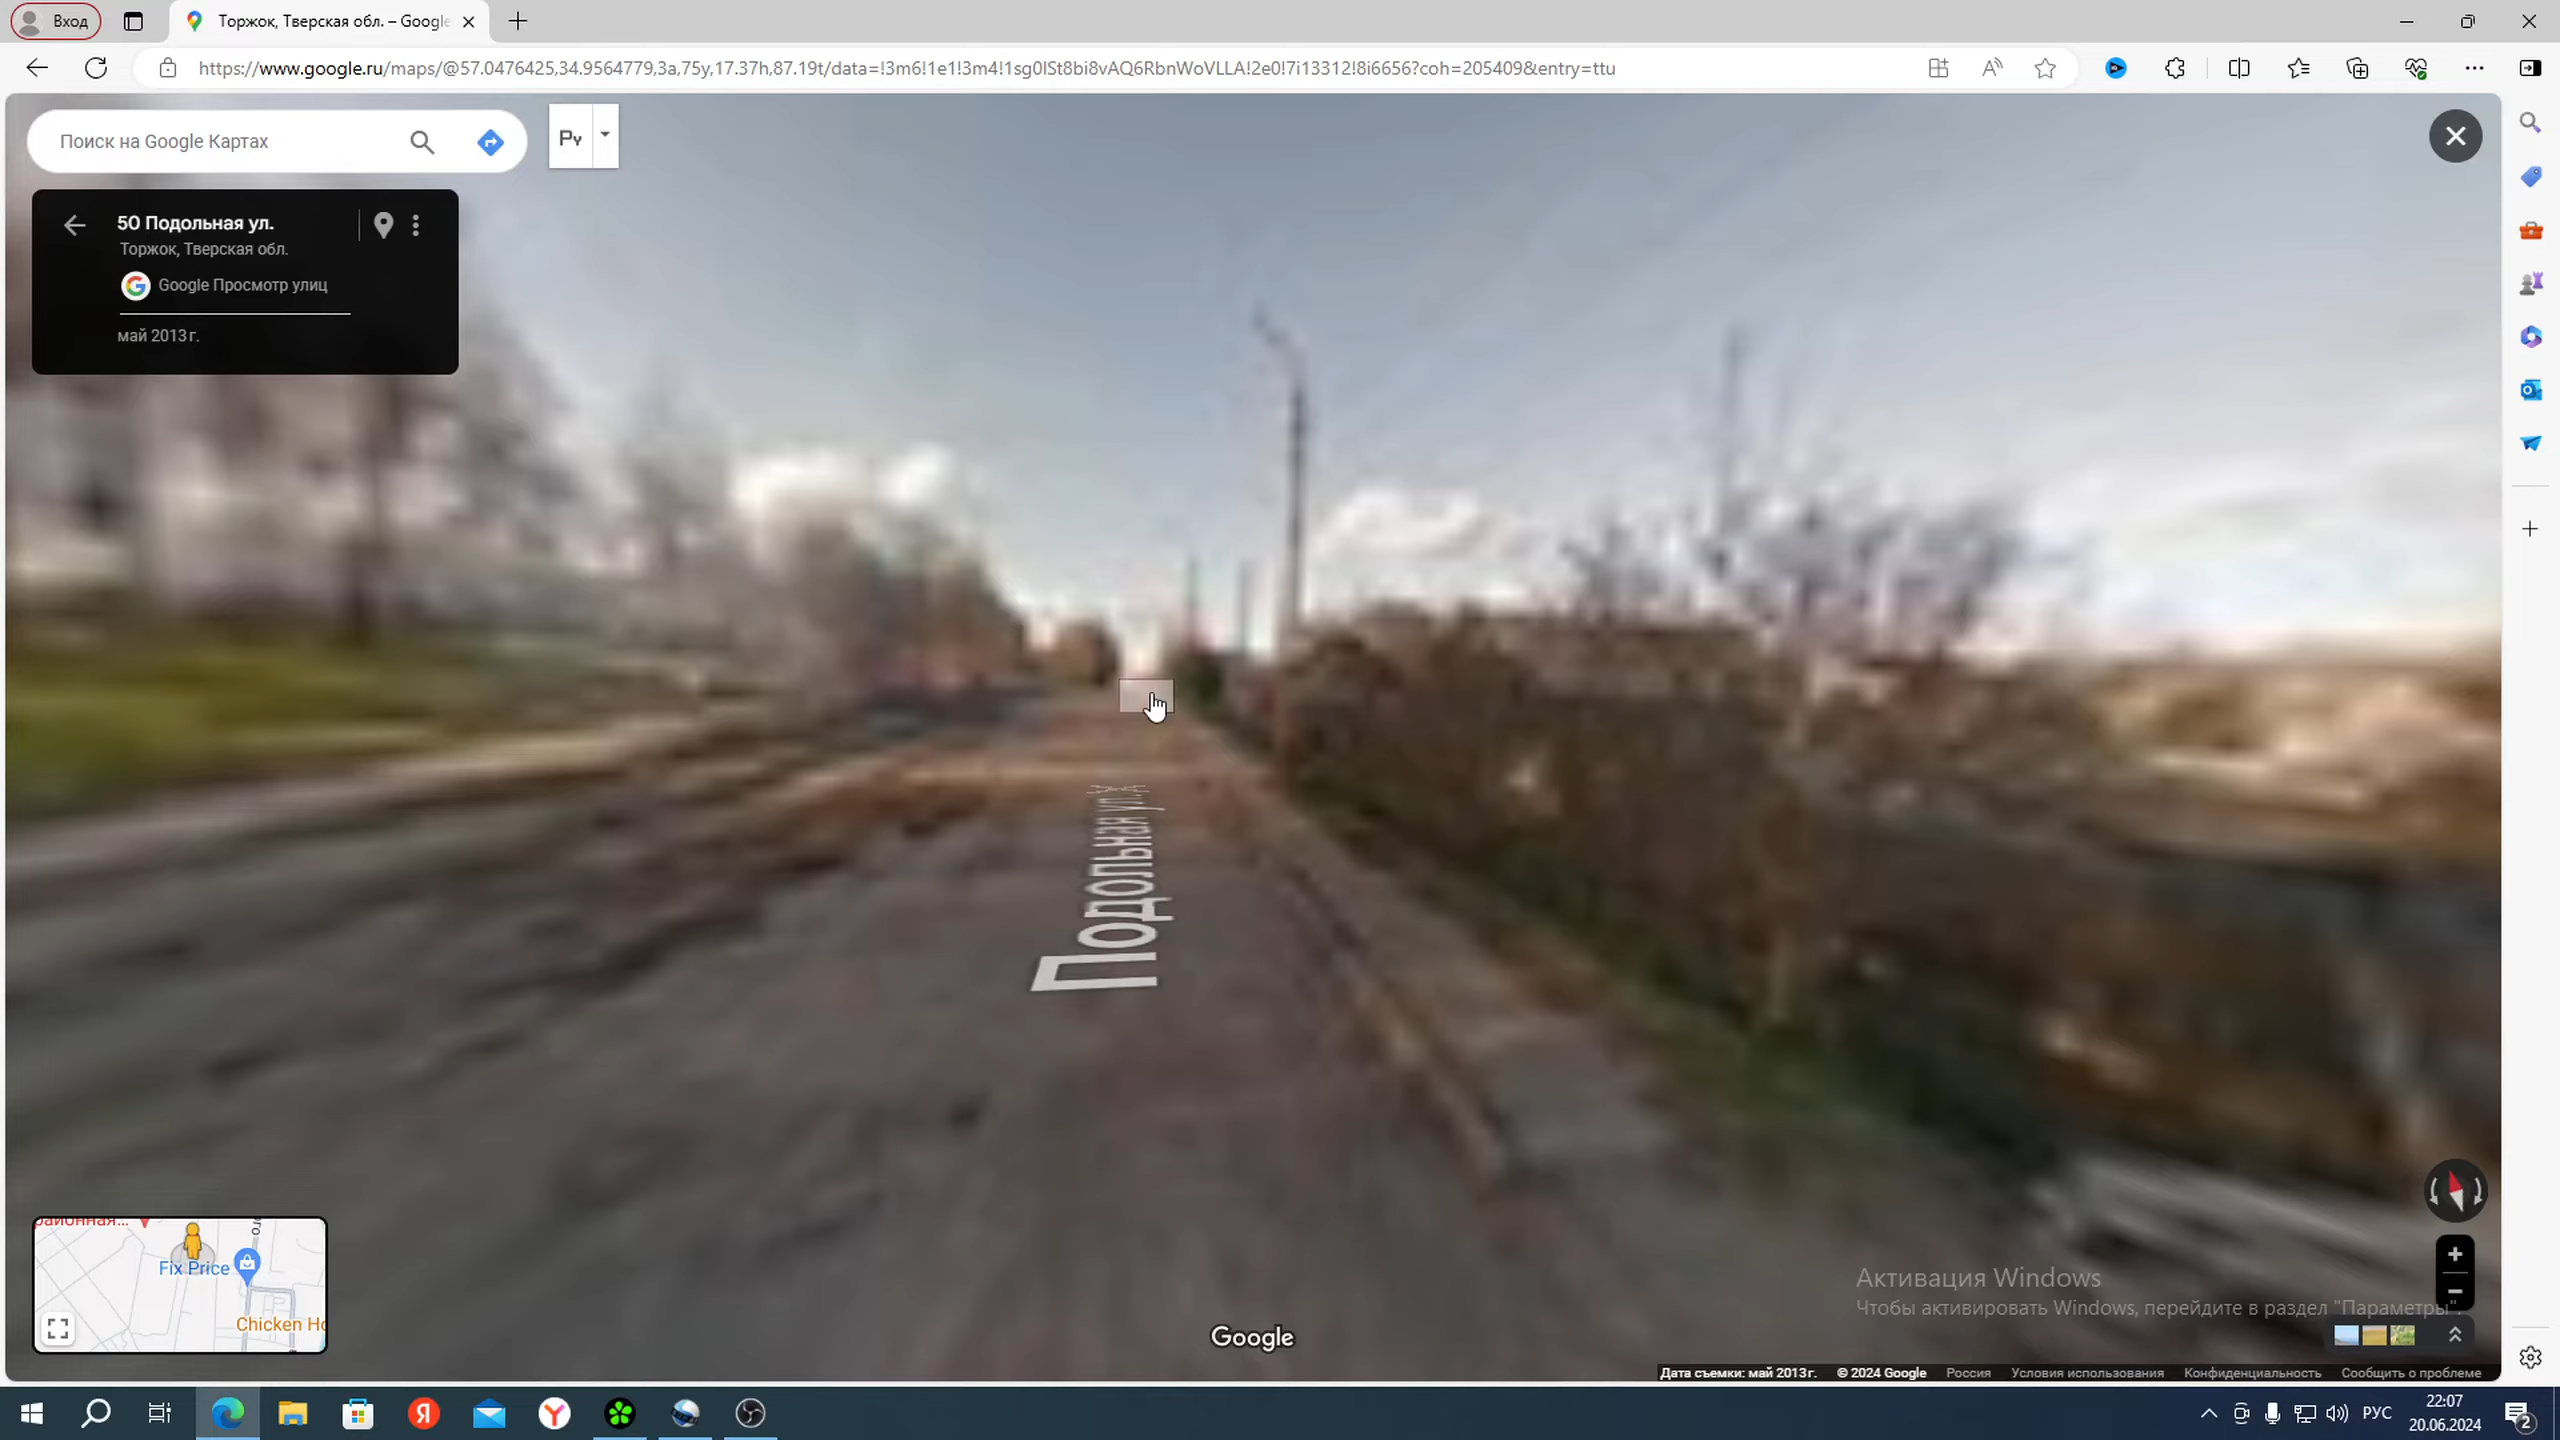 Вход
Торжок, Тверская обл. – Google
https://www.google.ru/maps/@57.0476425,34.9564779,3a,75y,17.37h,87.19t/data=!3m6!1e1!3m4!1sg0lSt8bi8vAQ6RbnWoVLLA!2e0!7i13312!8i6656?coh=205409&entry=ttu
Поиск на Google Картах
50 Подольная ул.
Торжок, Тверская обл.
Google Просмотр улиц
май 2013 г.
Подольная ул.
районная...
Fix Price
Chicken Ho
Google
Активация Windows
Чтобы активировать Windows, перейдите в раздел "Параметры".
Дата съемки: май 2013 г. © 2024 Google Россия Условия использования Конфиденциальность Сообщить о проблеме
РУС
22:07
20.06.2024
2